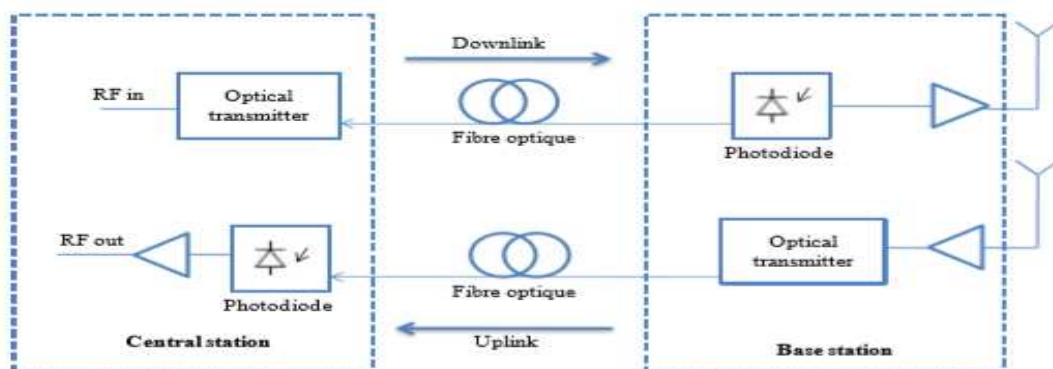 Downlink
RF in
Optical
transmitter
Fibre optique
Photodiode
RF out
Photodiode
Fibre optique
Optical
transmitter
Central station
Uplink
Base station